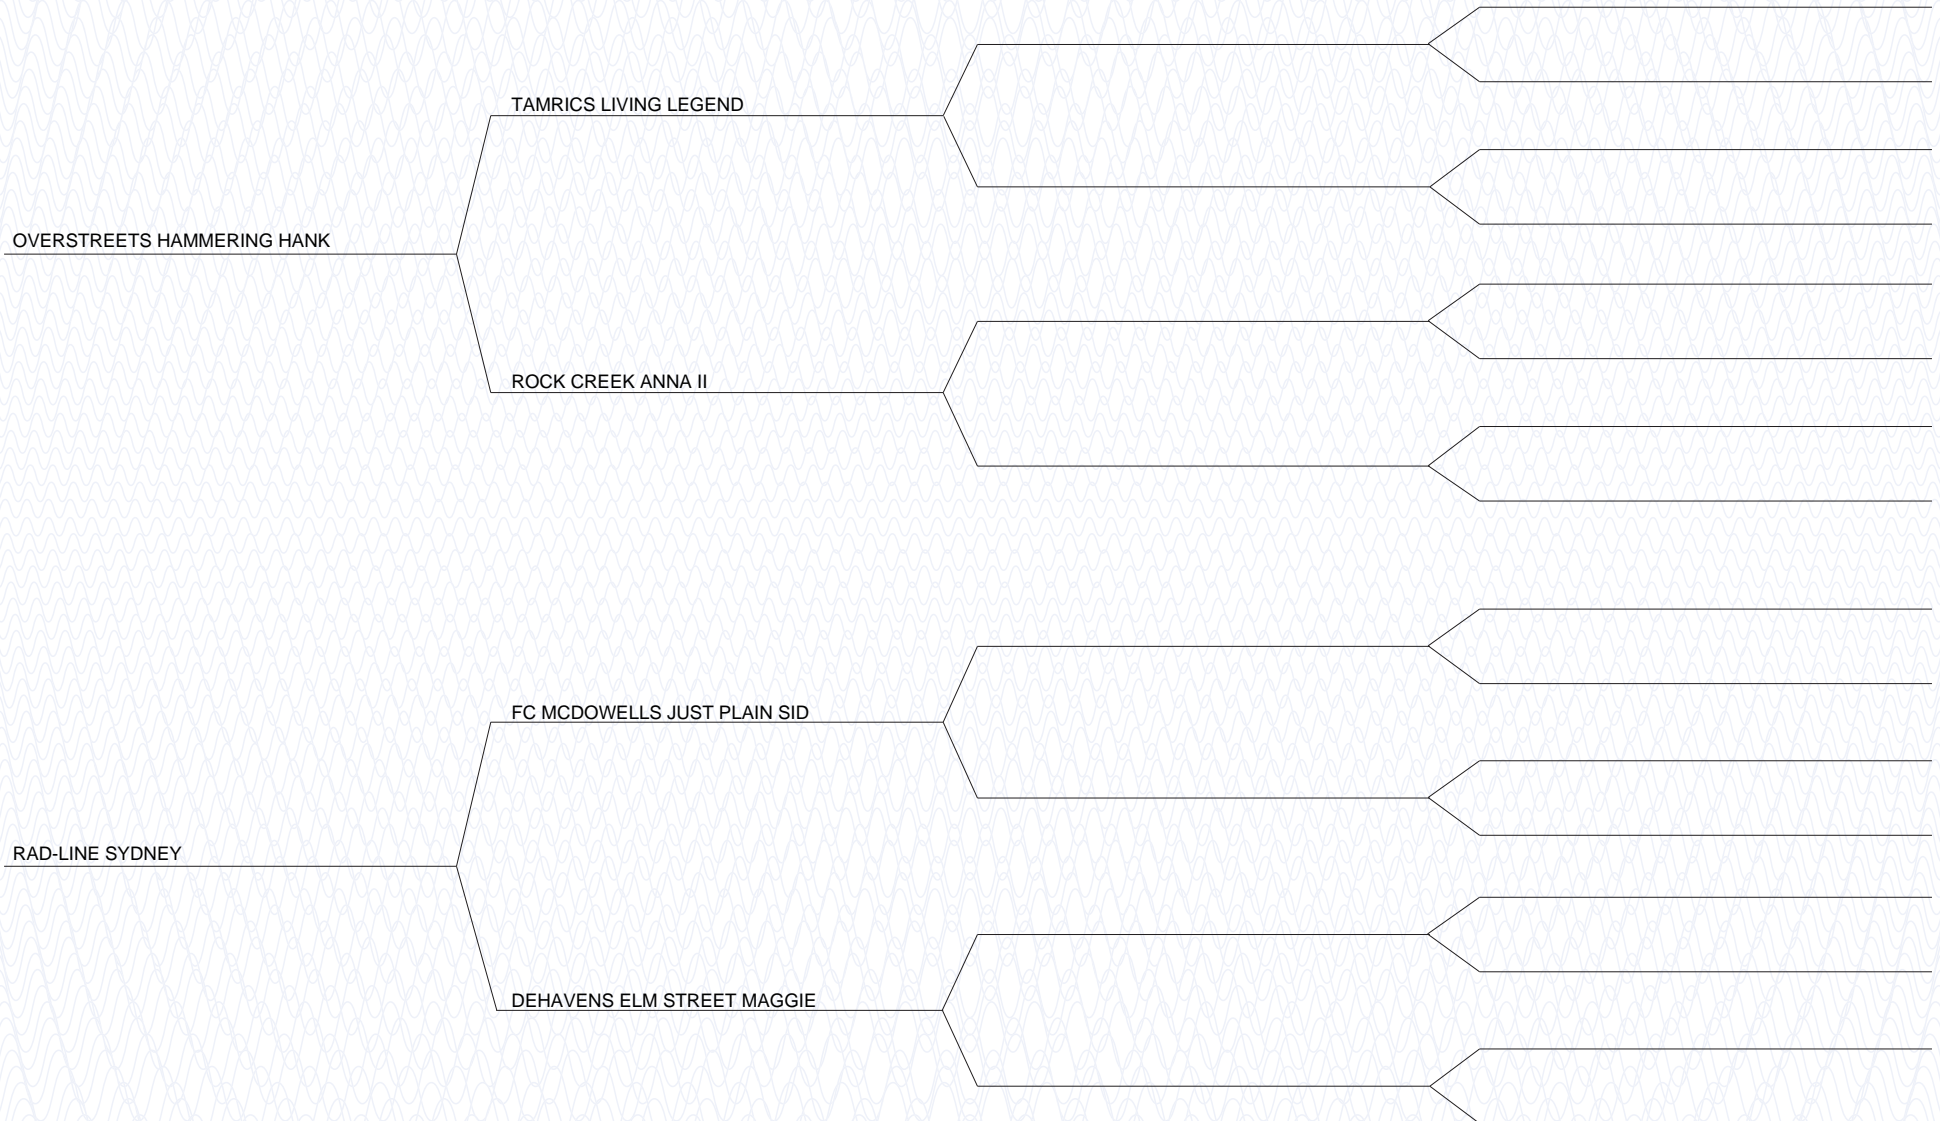 TAMRICS LIVING LEGEND
OVERSTREETS HAMMERING HANK
ROCK CREEK ANNA II
FC MCDOWELLS JUST PLAIN SID
RAD-LINE SYDNEY
DEHAVENS ELM STREET MAGGIE